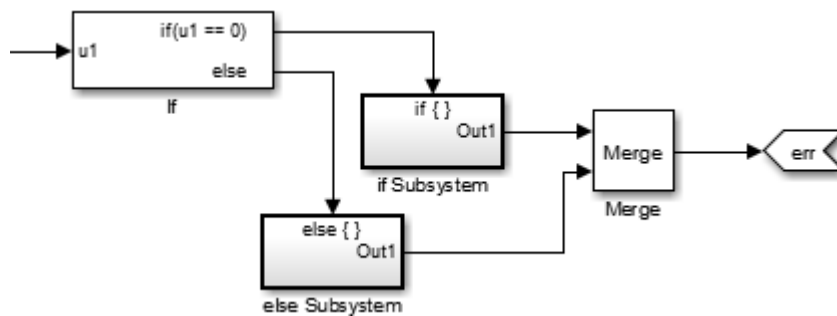 if(u1 == 0)
u1
else
If
if { }
Out1
if Subsystem
Merge
Merge
err
else { }
Out1
else Subsystem